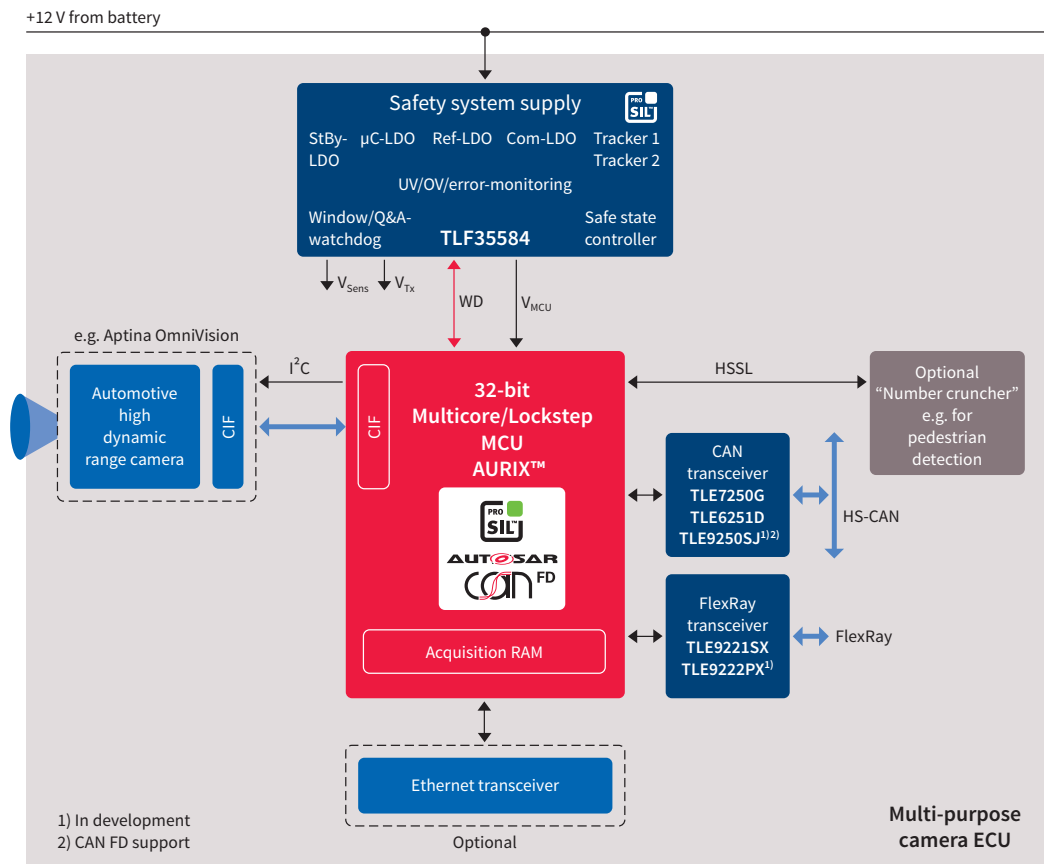 +12 V from battery
Safety system supply
PRO
SIL™
StBy-
LDO
µC-LDO
Ref-LDO
Com-LDO
Tracker 1
Tracker 2
UV/OV/error-monitoring
Window/Q&A-
watchdog
TLF35584
Safe state
controller
VSens
VTx
WD
VMCU
e.g. Aptina OmniVision
Automotive
high
dynamic
range camera
CIF
I²C
CIF
32-bit
Multicore/Lockstep
MCU
AURIX™
PRO
SIL™
AUTOSAR
CAN FD
Acquisition RAM
HSSL
Optional
“Number cruncher”
e.g. for
pedestrian
detection
CAN
transceiver
TLE7250G
TLE6251D
TLE9250SJ¹⁾²⁾
HS-CAN
FlexRay
transceiver
TLE9221SX
TLE9222PX¹⁾
FlexRay
Ethernet transceiver
Optional
1) In development
2) CAN FD support
Multi-purpose
camera ECU